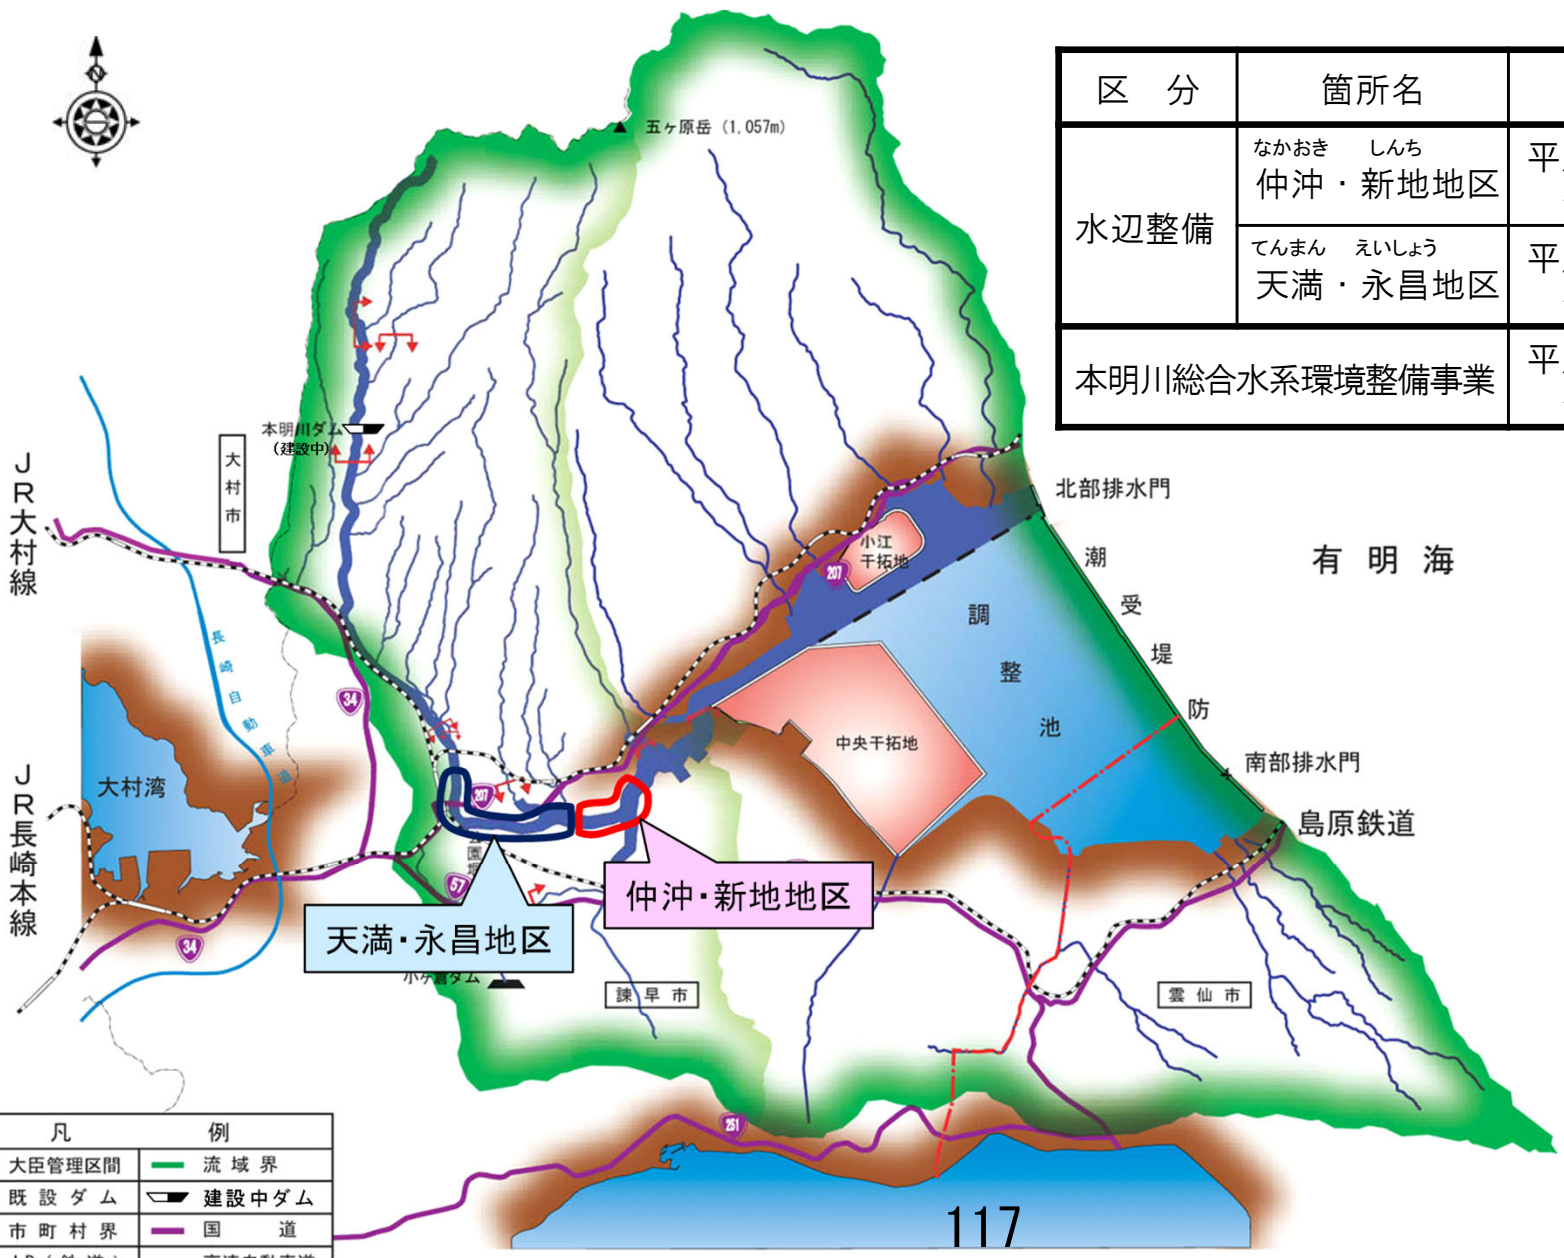 N
五ケ原岳（1,057m）
区　分
箇所名
水辺整備
なかおき　しんち
仲沖・新地地区
平
てんまん　えいしょう
天満・永昌地区
平
本明川総合水系環境整備事業
平
本明川ダム
（建設中）
大村市
JR大村線
北部排水門
小江
干拓地
207
有明海
潮受堤防
調整池
長崎自動車道
34
中央干拓地
南部排水門
JR長崎本線
大村湾
207
島原鉄道
57
仲沖・新地地区
天満・永昌地区
34
小ヶ倉ダム
諫早市
雲仙市
251
凡　例
大臣管理区間
流域界
既設ダム
建設中ダム
市町村界
国道
117